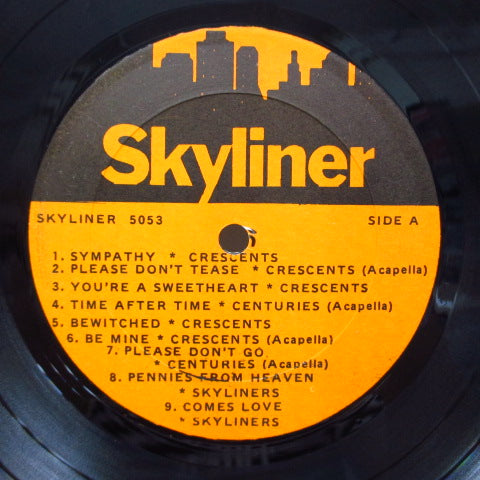 Skyliner
SKYLINER 5053 SIDE A
1. SYMPATHY * CRESCENTS
2. PLEASE DON'T TEASE * CRESCENTS (Acapella)
3. YOU'RE A SWEETHEART * CRESCENTS
4. TIME AFTER TIME * CENTURIES (Acapella)
5. BEWITCHED * CRESCENTS
6. BE MINE * CRESCENTS (Acapella)
7. PLEASE DON'T GO
* CENTURIES (Acapella)
8. PENNIES FROM HEAVEN
* SKYLINERS
9. COMES LOVE
* SKYLINERS